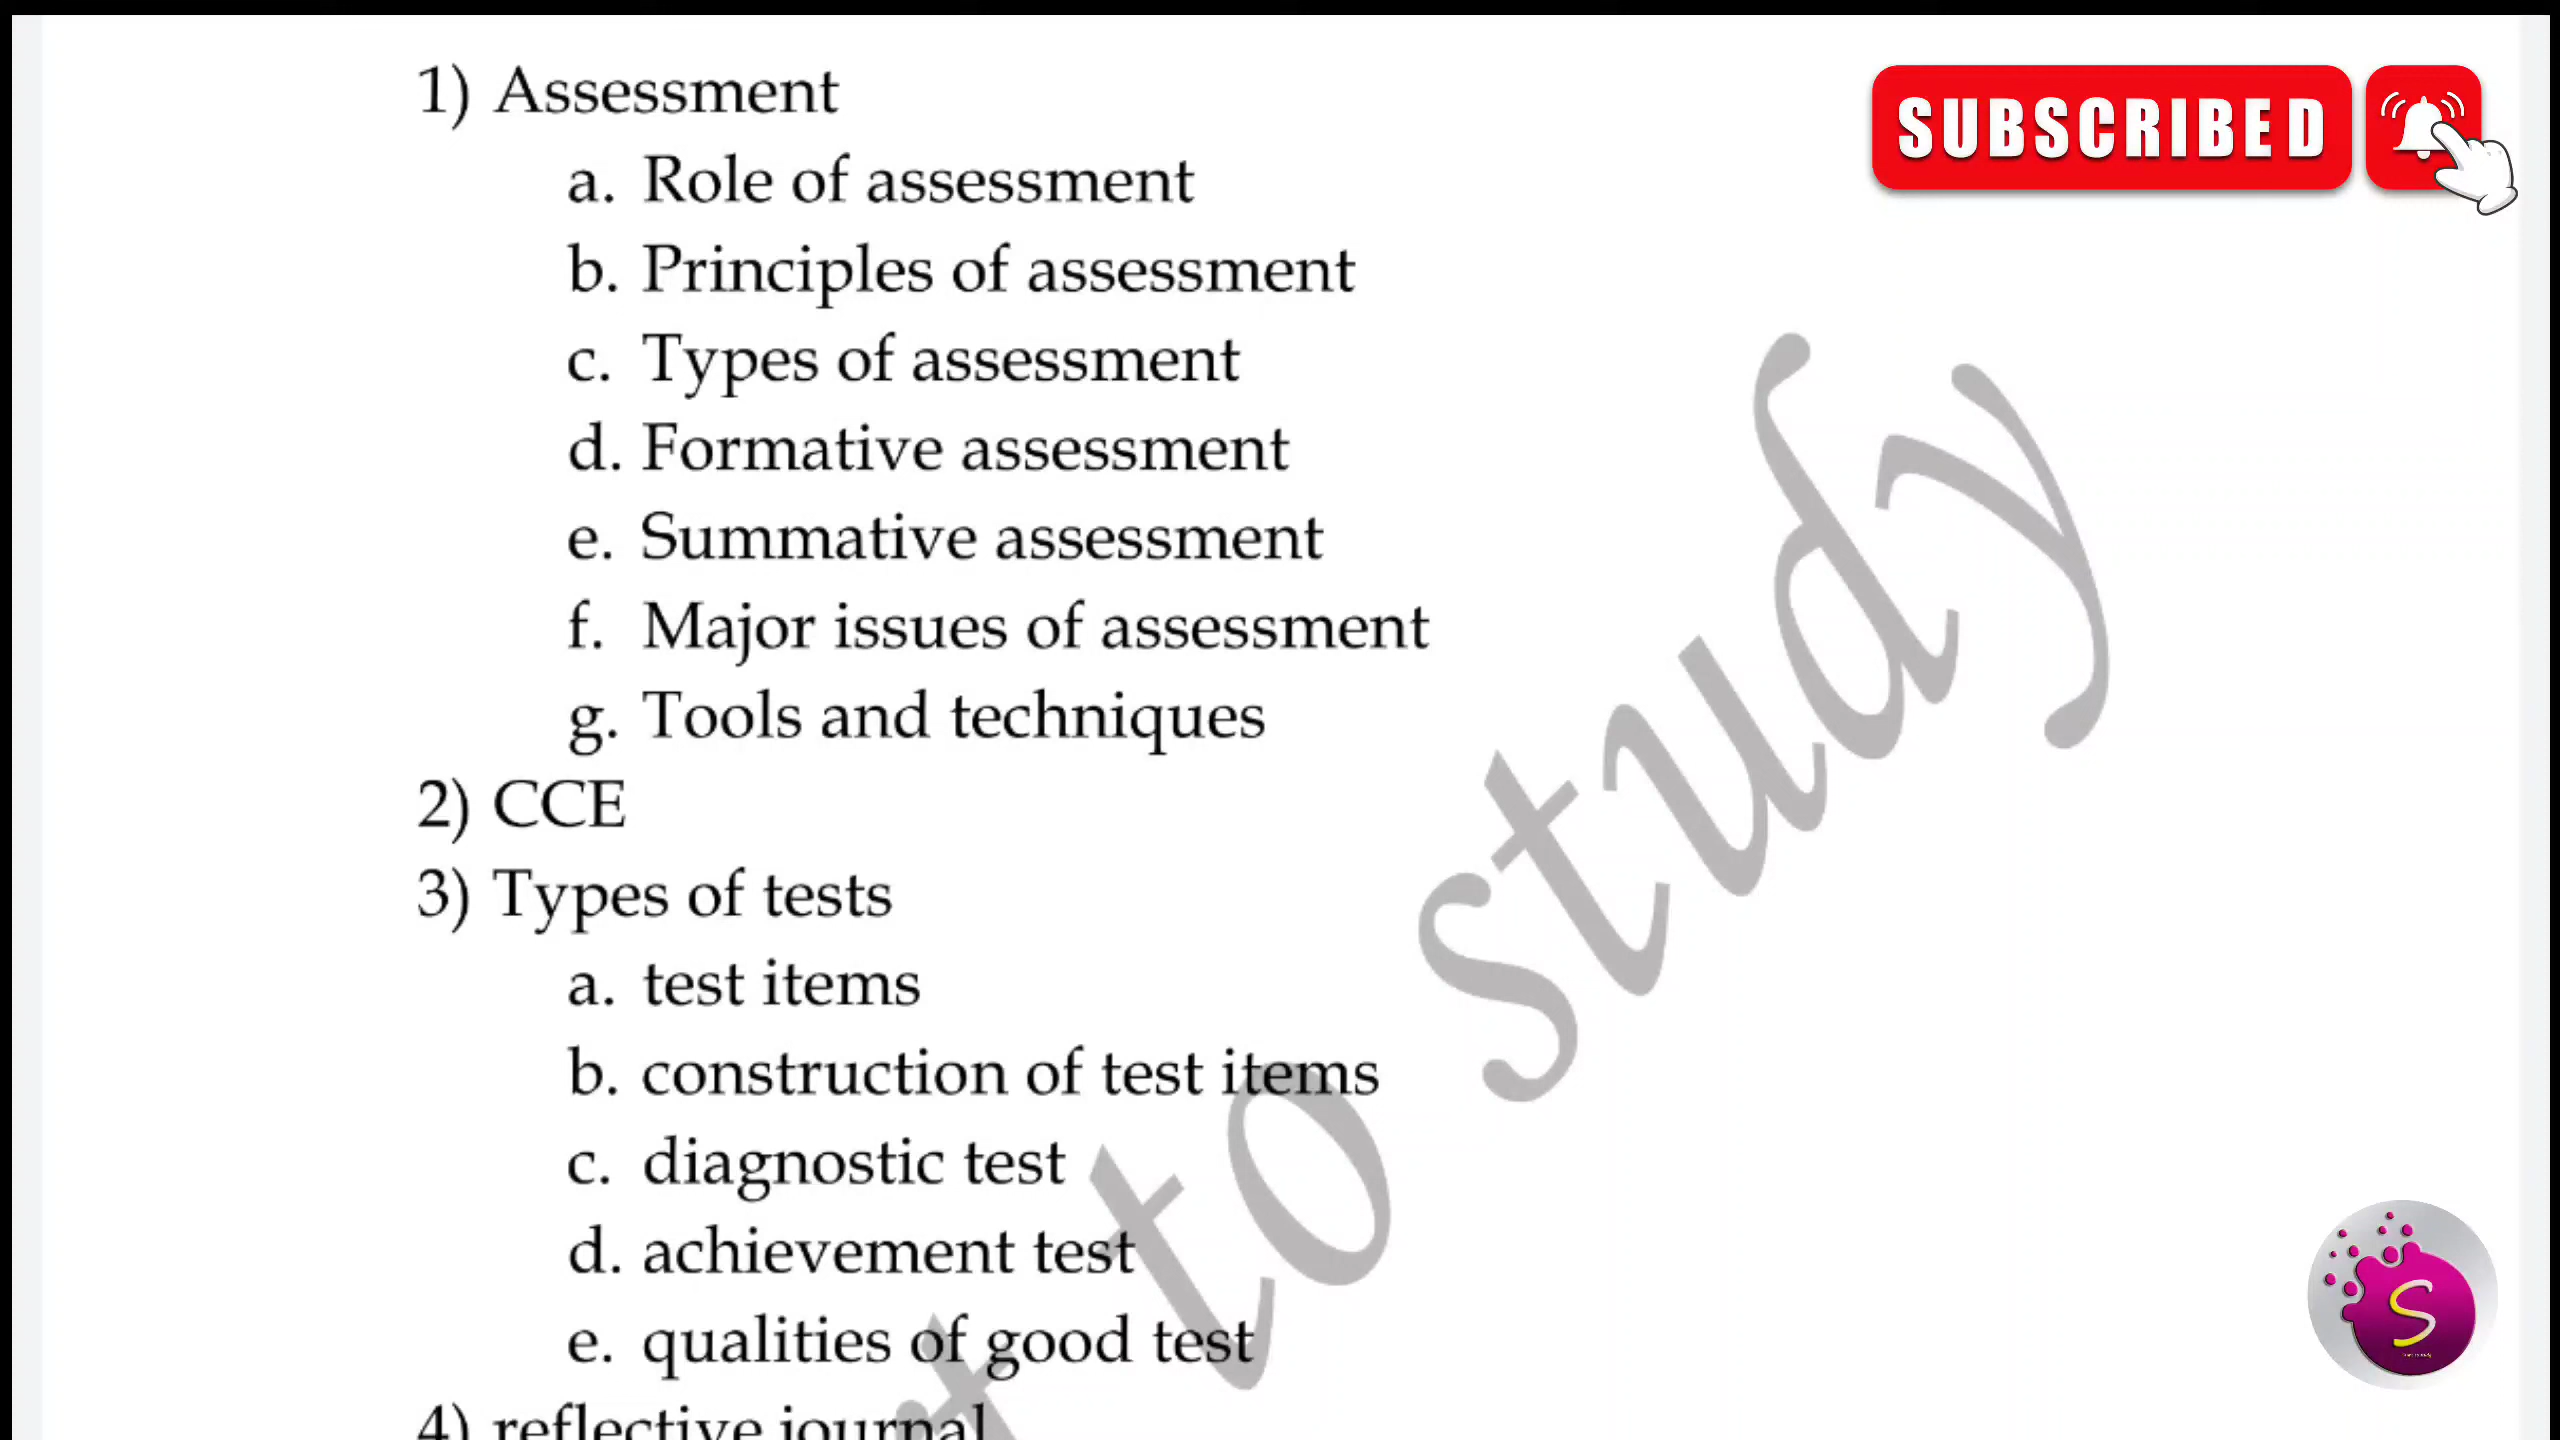 1) Assessment
SUBSCRIBED
a. Role of assessment
b. Principles of assessment
c. Types of assessment
d. Formative assessment
e. Summative assessment
f. Major issues of assessment
g. Tools and techniques
2) CCE
3) Types of tests
a. test items
b. construction of test items
c. diagnostic test
d. achievement test
e. qualities of good test
4) reflective journal
to study
S